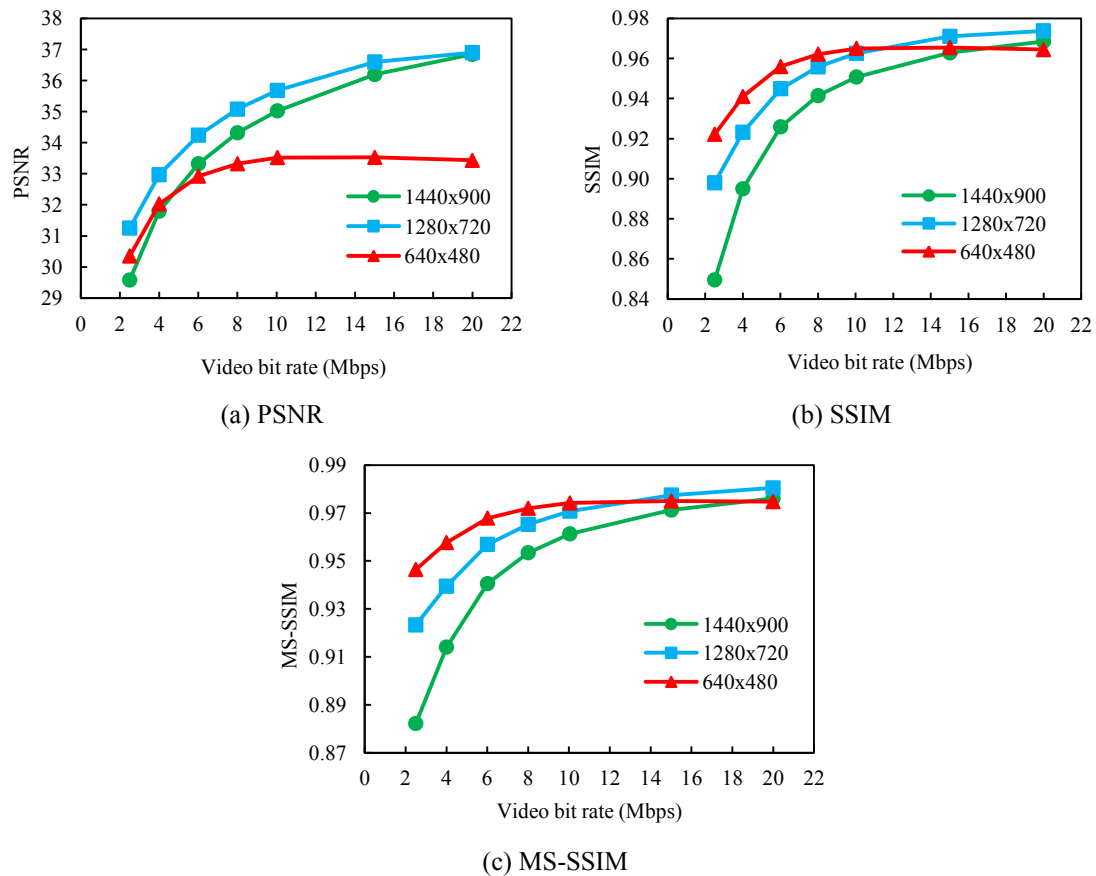 38
37
36
35
34
33
32
31
30
29
PSNR
1440x900
1280x720
640x480
0 2 4 6 8 10 12 14 16 18 20 22
Video bit rate (Mbps)
(a) PSNR
0.98
0.96
0.94
0.92
0.90
0.88
0.86
0.84
SSIM
1440x900
1280x720
640x480
0 2 4 6 8 10 12 14 16 18 20 22
Video bit rate (Mbps)
(b) SSIM
0.99
0.97
0.95
0.93
0.91
0.89
0.87
MS-SSIM
1440x900
1280x720
640x480
0 2 4 6 8 10 12 14 16 18 20 22
Video bit rate (Mbps)
(c) MS-SSIM